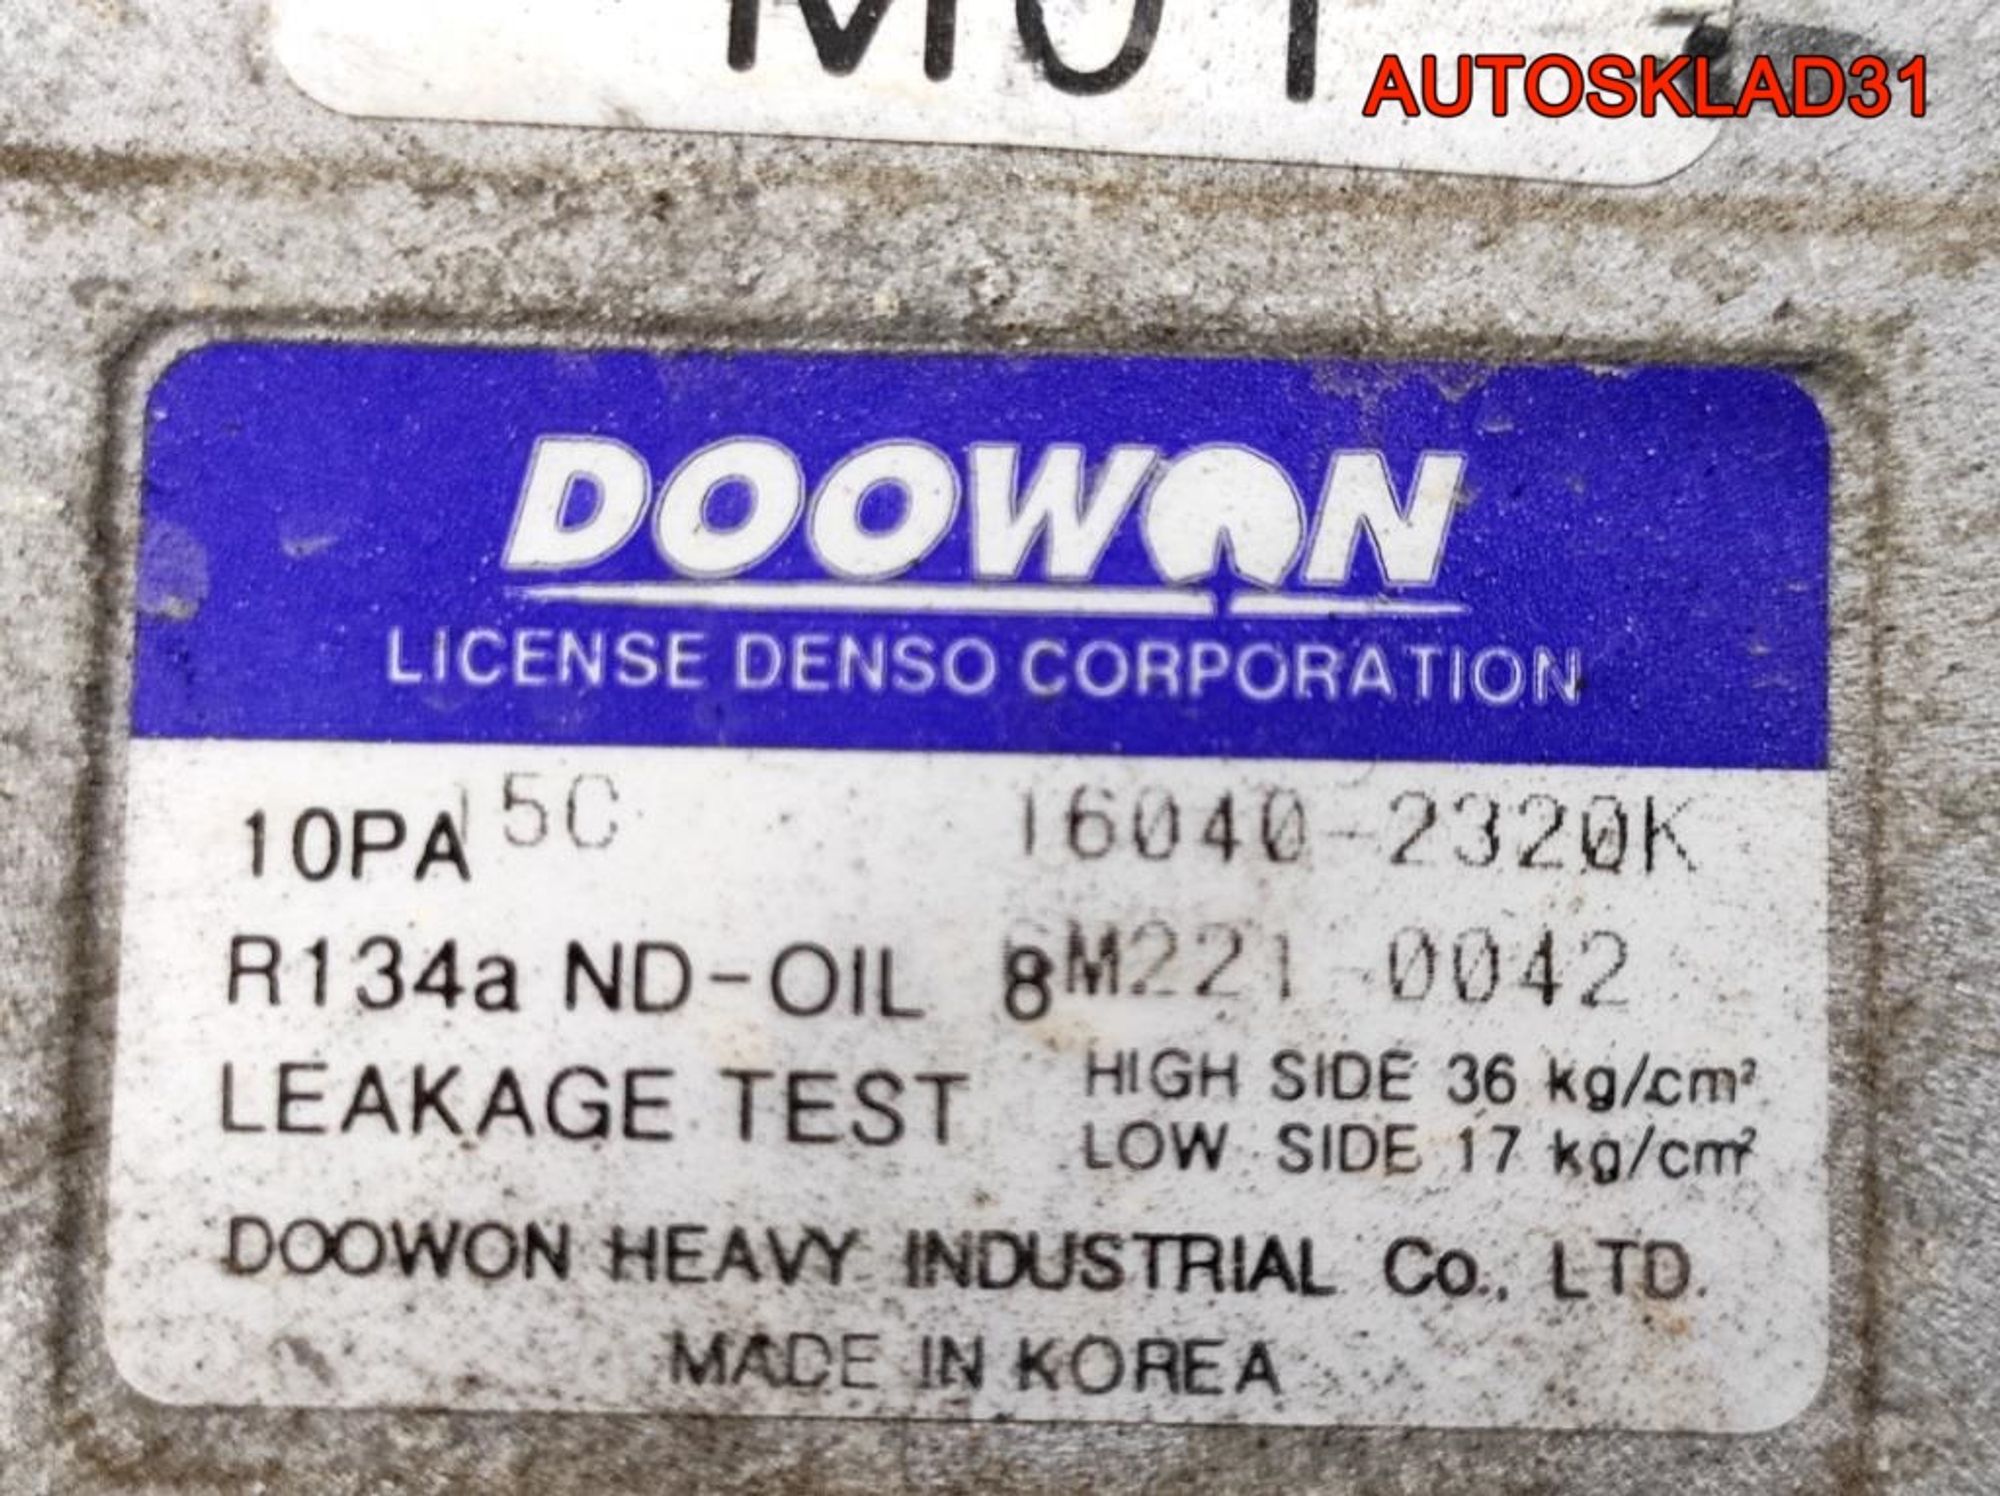 AUTOSKLAD31
DOOWON
LICENSE DENSO CORPORATION
10PA15C 16040-2320K
R134a ND-OIL 8 M221 0042
LEAKAGE TEST HIGH SIDE 36 kg/cm²
LOW SIDE 17 kg/cm²
DOOWON HEAVY INDUSTRIAL Co., LTD.
MADE IN KOREA